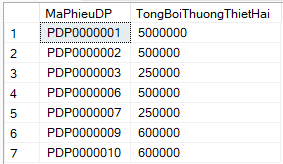 MaPhieuDP TongBoiThuongThietHai
1 PDP0000001 5000000
2 PDP0000002 500000
3 PDP0000003 250000
4 PDP0000006 500000
5 PDP0000007 250000
6 PDP0000009 600000
7 PDP0000010 600000